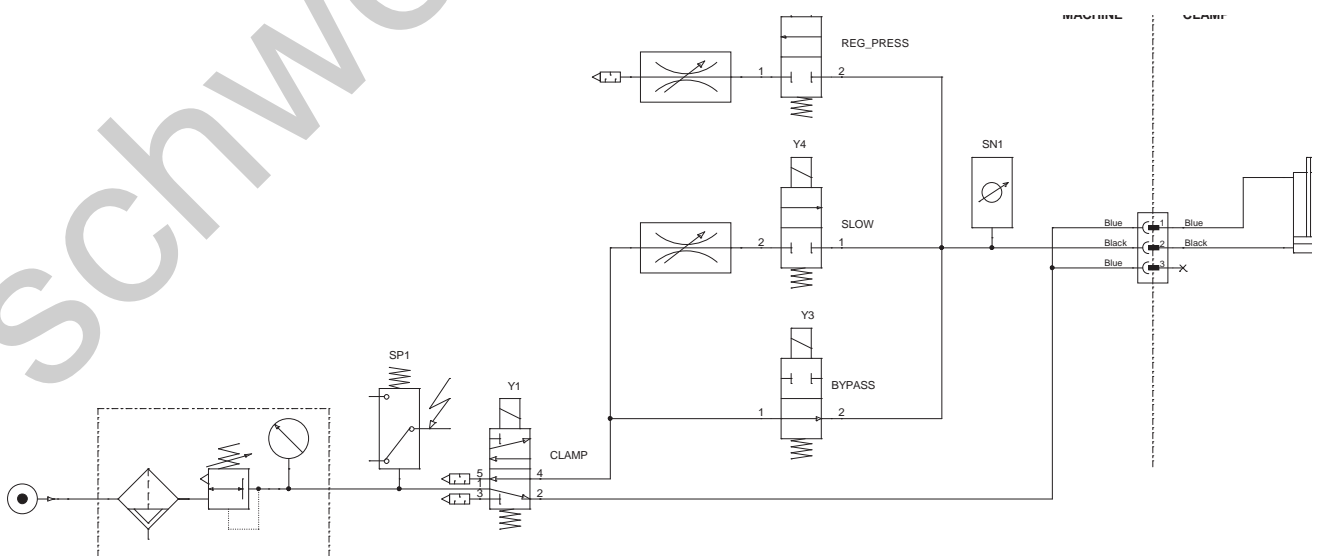 schwe
MACHINE CLAMP
REG_PRESS
1 2
Y4
SN1
SLOW
2 1
Blue 1 Blue
Black 2 Black
Blue 3
Y3
BYPASS
1 2
SP1
Y1
CLAMP
5 4
1
3 2